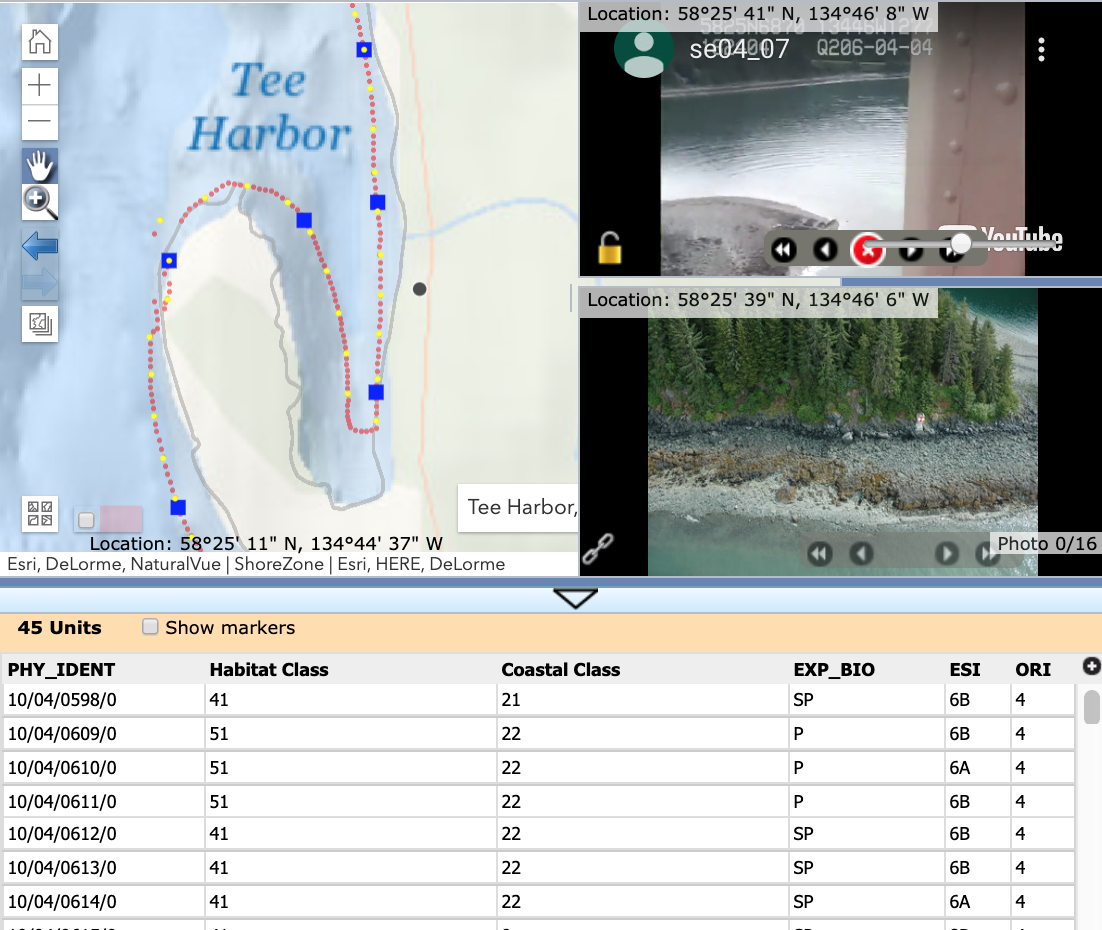 Tee
Harbor
Tee Harbor,
Location: 58°25' 11" N, 134°44' 37" W
Esri, DeLorme, NaturalVue | ShoreZone | Esri, HERE, DeLorme
Location: 58°25' 41" N, 134°46' 8" W
se04_07
Q206-04-04
YouTube
Location: 58°25' 39" N, 134°46' 6" W
Photo 0/16
45 Units Show markers
PHY_IDENT Habitat Class Coastal Class EXP_BIO ESI ORI
10/04/0598/0 41 21 SP 6B 4
10/04/0609/0 51 22 P 6B 4
10/04/0610/0 51 22 P 6A 4
10/04/0611/0 51 22 P 6B 4
10/04/0612/0 41 22 SP 6B 4
10/04/0613/0 41 22 SP 6B 4
10/04/0614/0 41 22 SP 6A 4